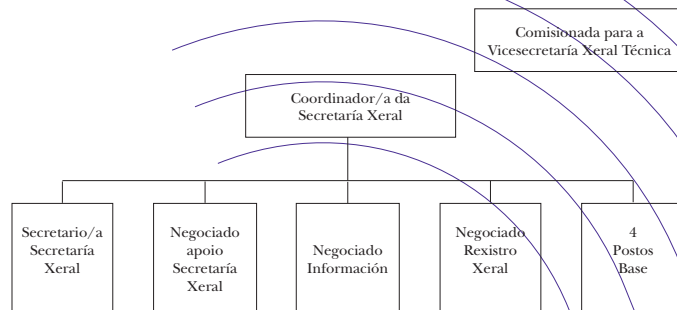 Comisionada para a
Vicesecretaría Xeral Técnica
Coordinador/a da
Secretaría Xeral
Secretario/a
Secretaría
Xeral
Negociado
apoio
Secretaría
Xeral
Negociado
Información
Negociado
Rexistro
Xeral
4
Postos
Base